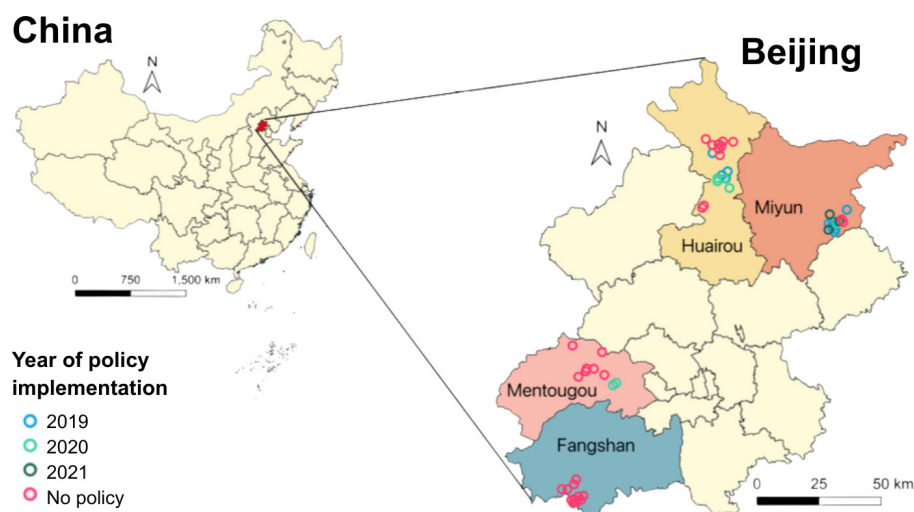 China
Beijing
N
N
0 750 1,500 km
Miyun
Huairou
Mentougou
Fangshan
Year of policy
implementation
2019
2020
2021
No policy
0 25 50 km